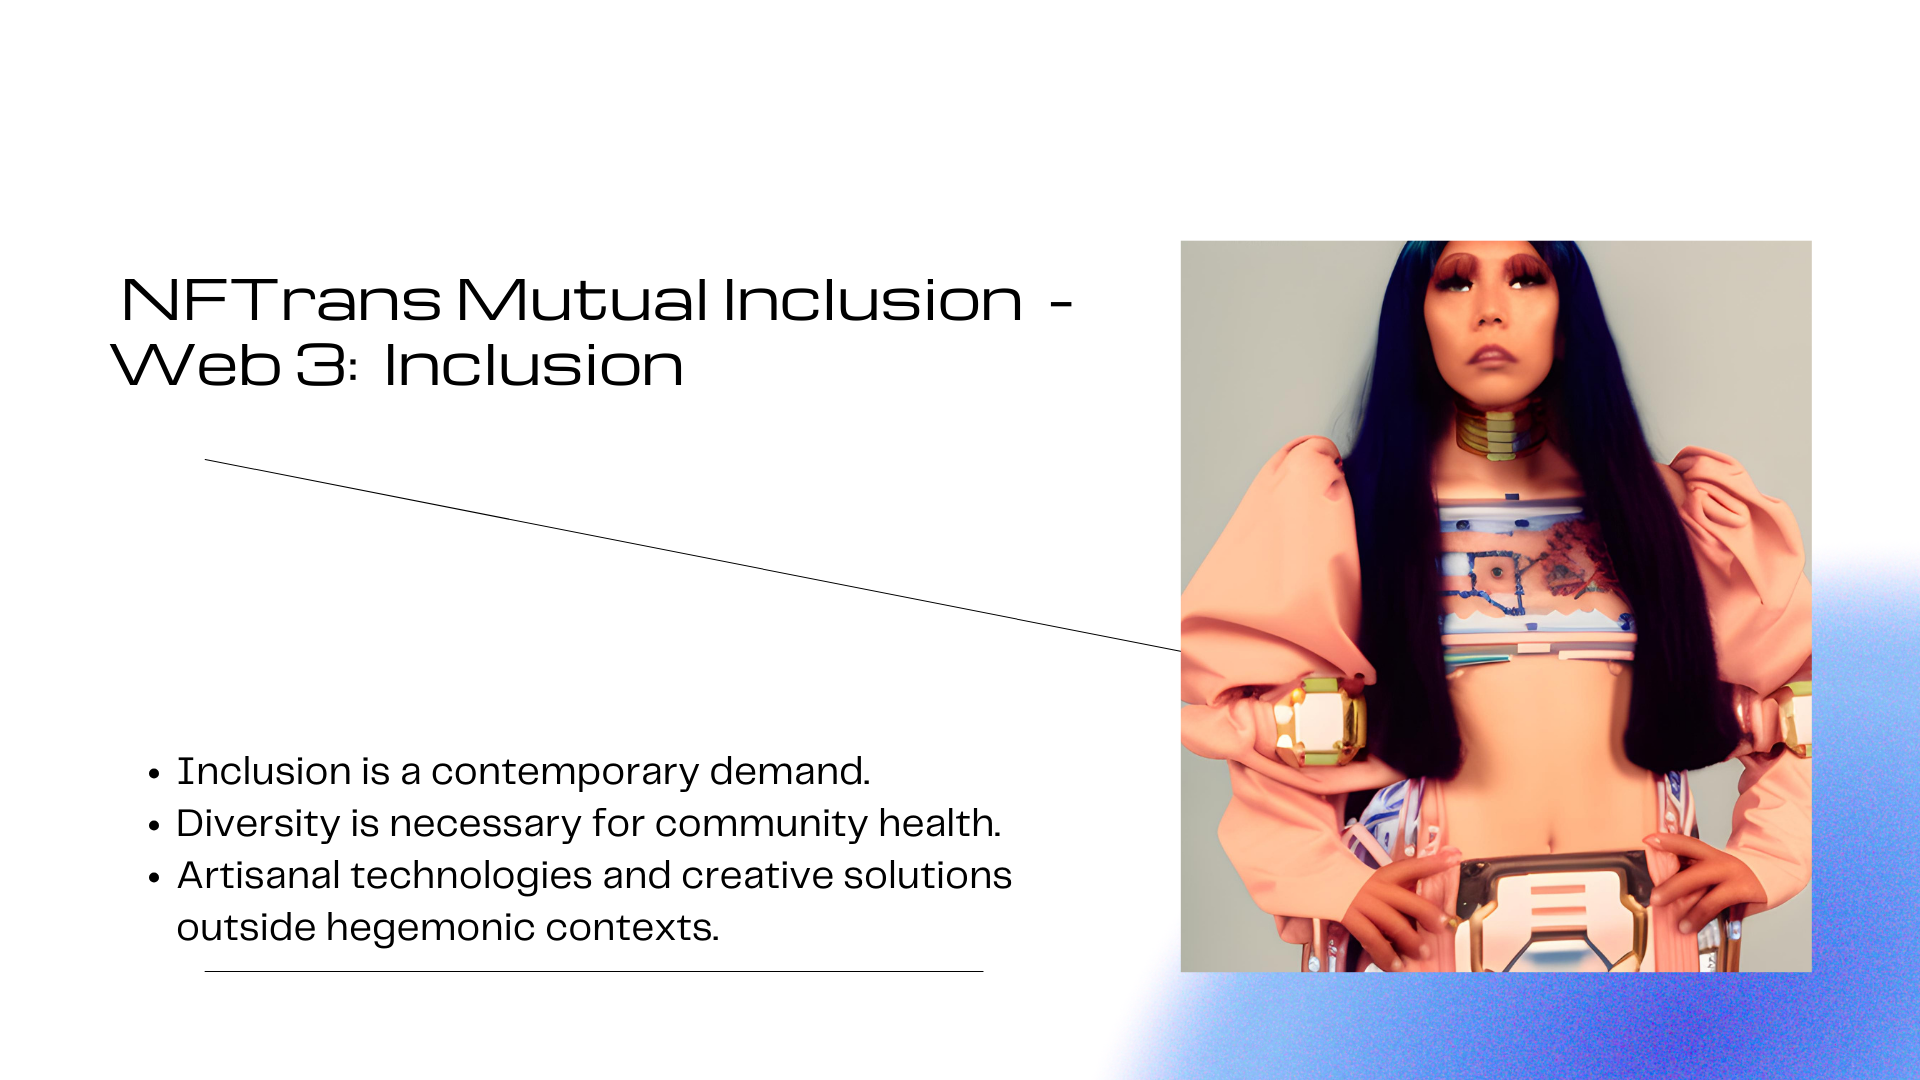 NFTrans Mutual Inclusion -
Web 3: Inclusion
• Inclusion is a contemporary demand.
• Diversity is necessary for community health.
• Artisanal technologies and creative solutions
outside hegemonic contexts.